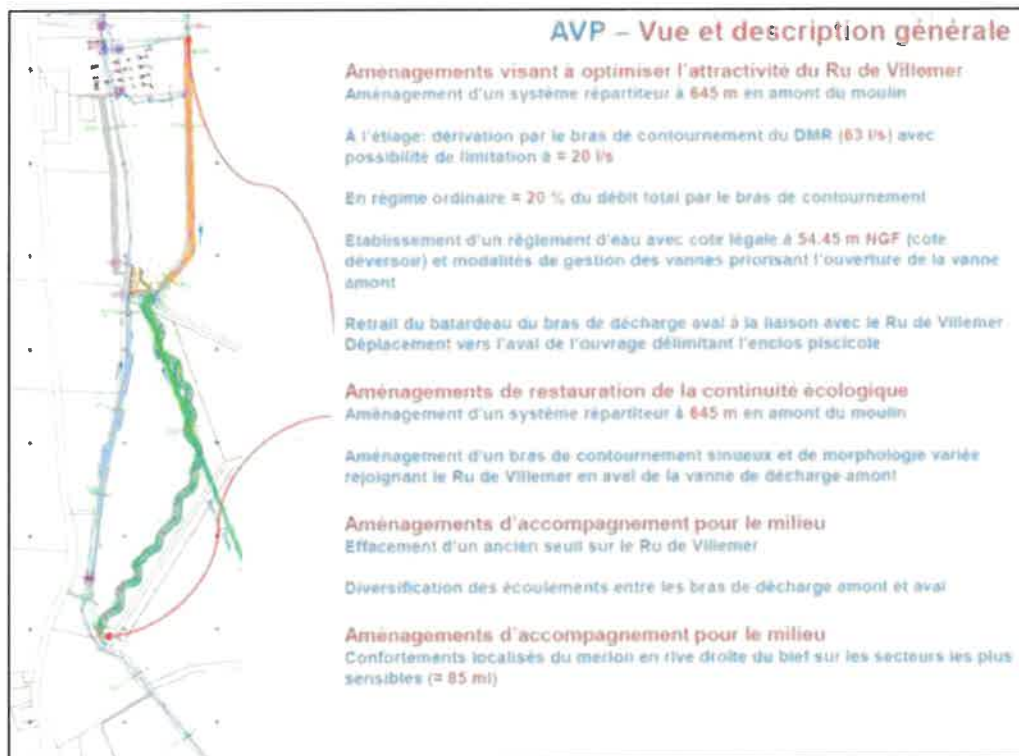 AVP – Vue et description générale
Aménagements visant à optimiser l'attractivité du Ru de Villemer
Aménagement d'un système répartiteur à 645 m en amont du moulin
A l'étiage: dérivation par le bras de contournement du DMR (63 l/s) avec
possibilité de limitation à ≈ 20 l/s
En régime ordinaire ≈ 20 % du débit total par le bras de contournement
Etablissement d'un règlement d'eau avec cote légale à 54.45 m NGF (cote
déversoir) et modalités de gestion des vannes priorisant l'ouverture de la vanne
amont
Retrait du batardeau du bras de décharge aval à la liaison avec le Ru de Villemer
Déplacement vers l'aval de l'ouvrage délimitant l'enclos piscicole
Aménagements de restauration de la continuité écologique
Aménagement d'un système répartiteur à 645 m en amont du moulin
Aménagement d'un bras de contournement sinueux et de morphologie variée
rejoignant le Ru de Villemer en aval de la vanne de décharge amont
Aménagements d'accompagnement pour le milieu
Effacement d'un ancien seuil sur le Ru de Villemer
Diversification des écoulements entre les bras de décharge amont et aval
Aménagements d'accompagnement pour le milieu
Confortements localisés du merlon en rive droite du bief sur les secteurs les plus
sensibles (≈ 85 ml)